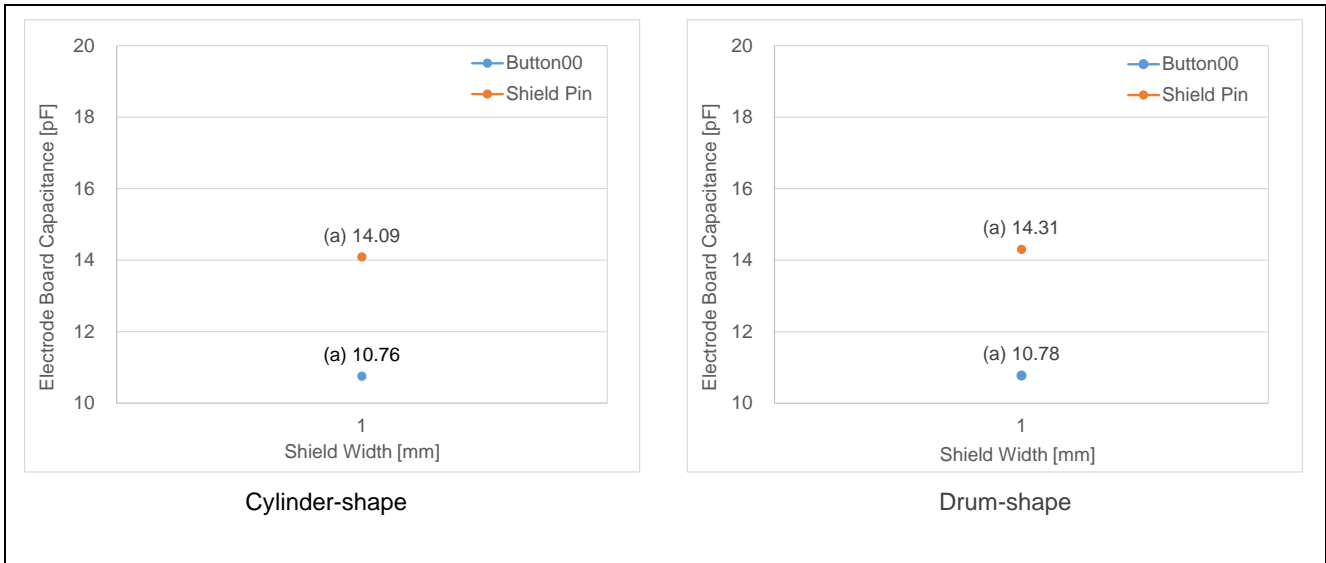 20
18
16
14
12
10
Electrode Board Capacitance [pF]
Button00
Shield Pin
(a) 14.09
(a) 10.76
1
Shield Width [mm]
Cylinder-shape
20
18
16
14
12
10
Electrode Board Capacitance [pF]
Button00
Shield Pin
(a) 14.31
(a) 10.78
1
Shield Width [mm]
Drum-shape